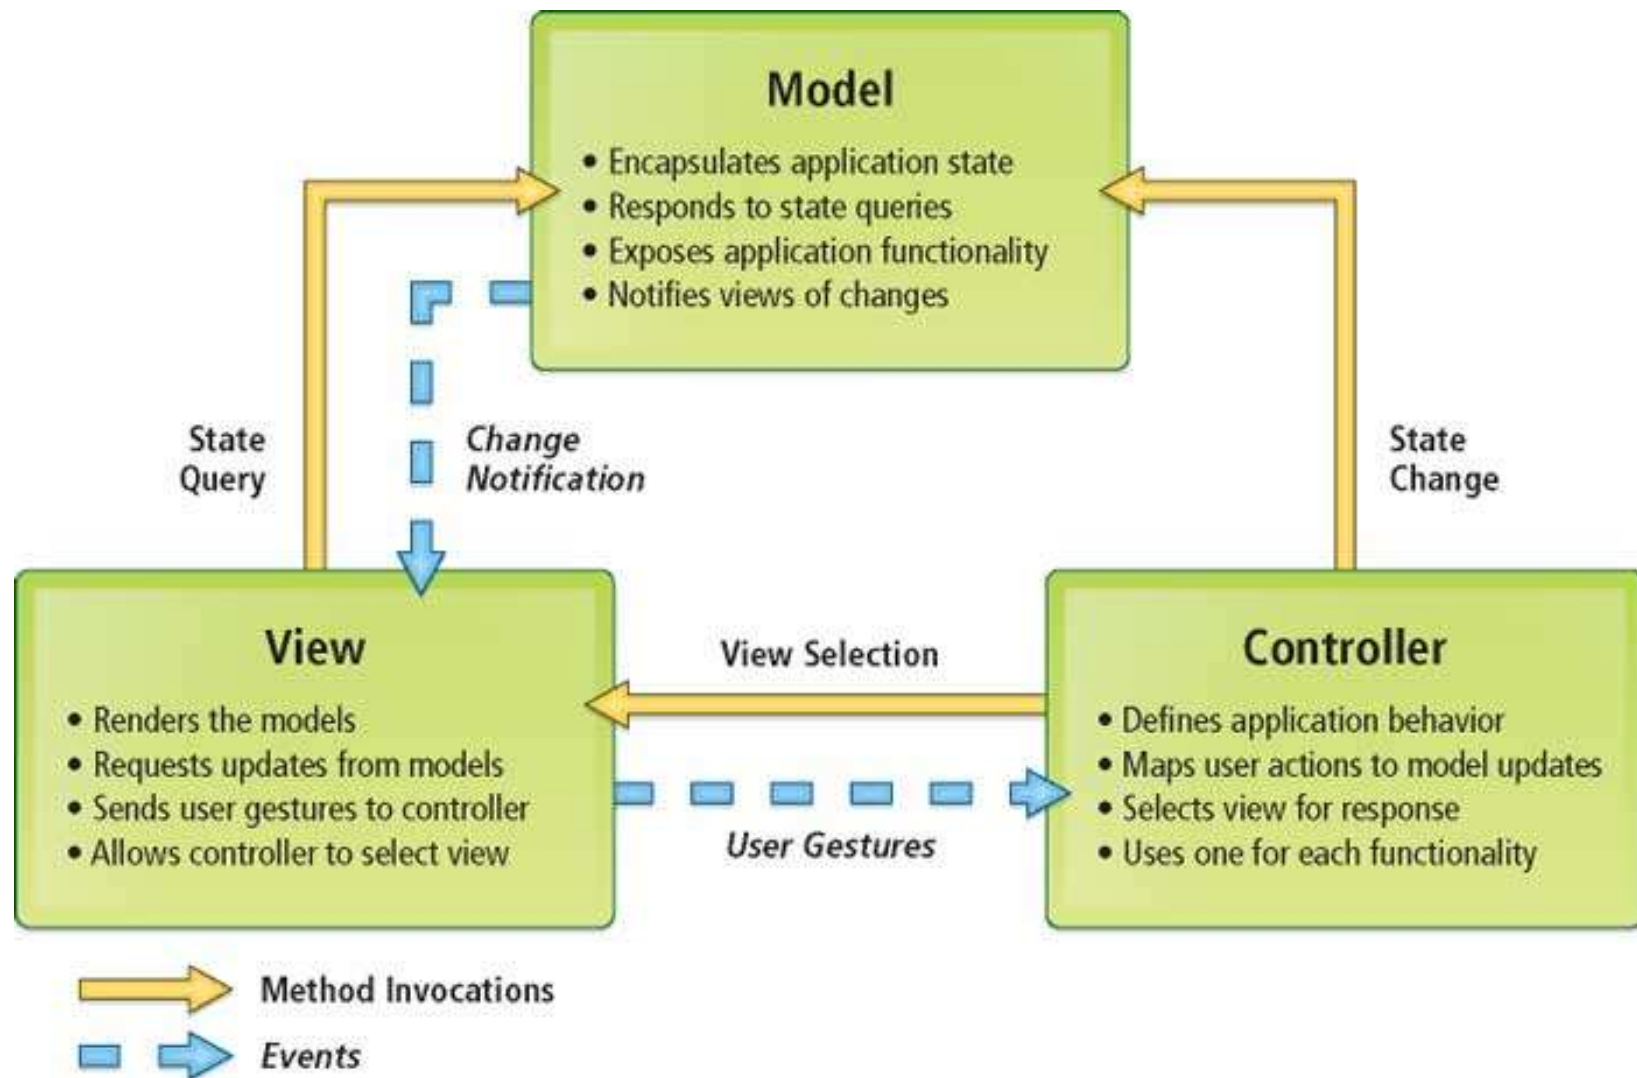 Model
• Encapsulates application state
• Responds to state queries
• Exposes application functionality
• Notifies views of changes
State
Query
Change
Notification
State
Change
View
• Renders the models
• Requests updates from models
• Sends user gestures to controller
• Allows controller to select view
View Selection
User Gestures
Controller
• Defines application behavior
• Maps user actions to model updates
• Selects view for response
• Uses one for each functionality
Method Invocations
Events